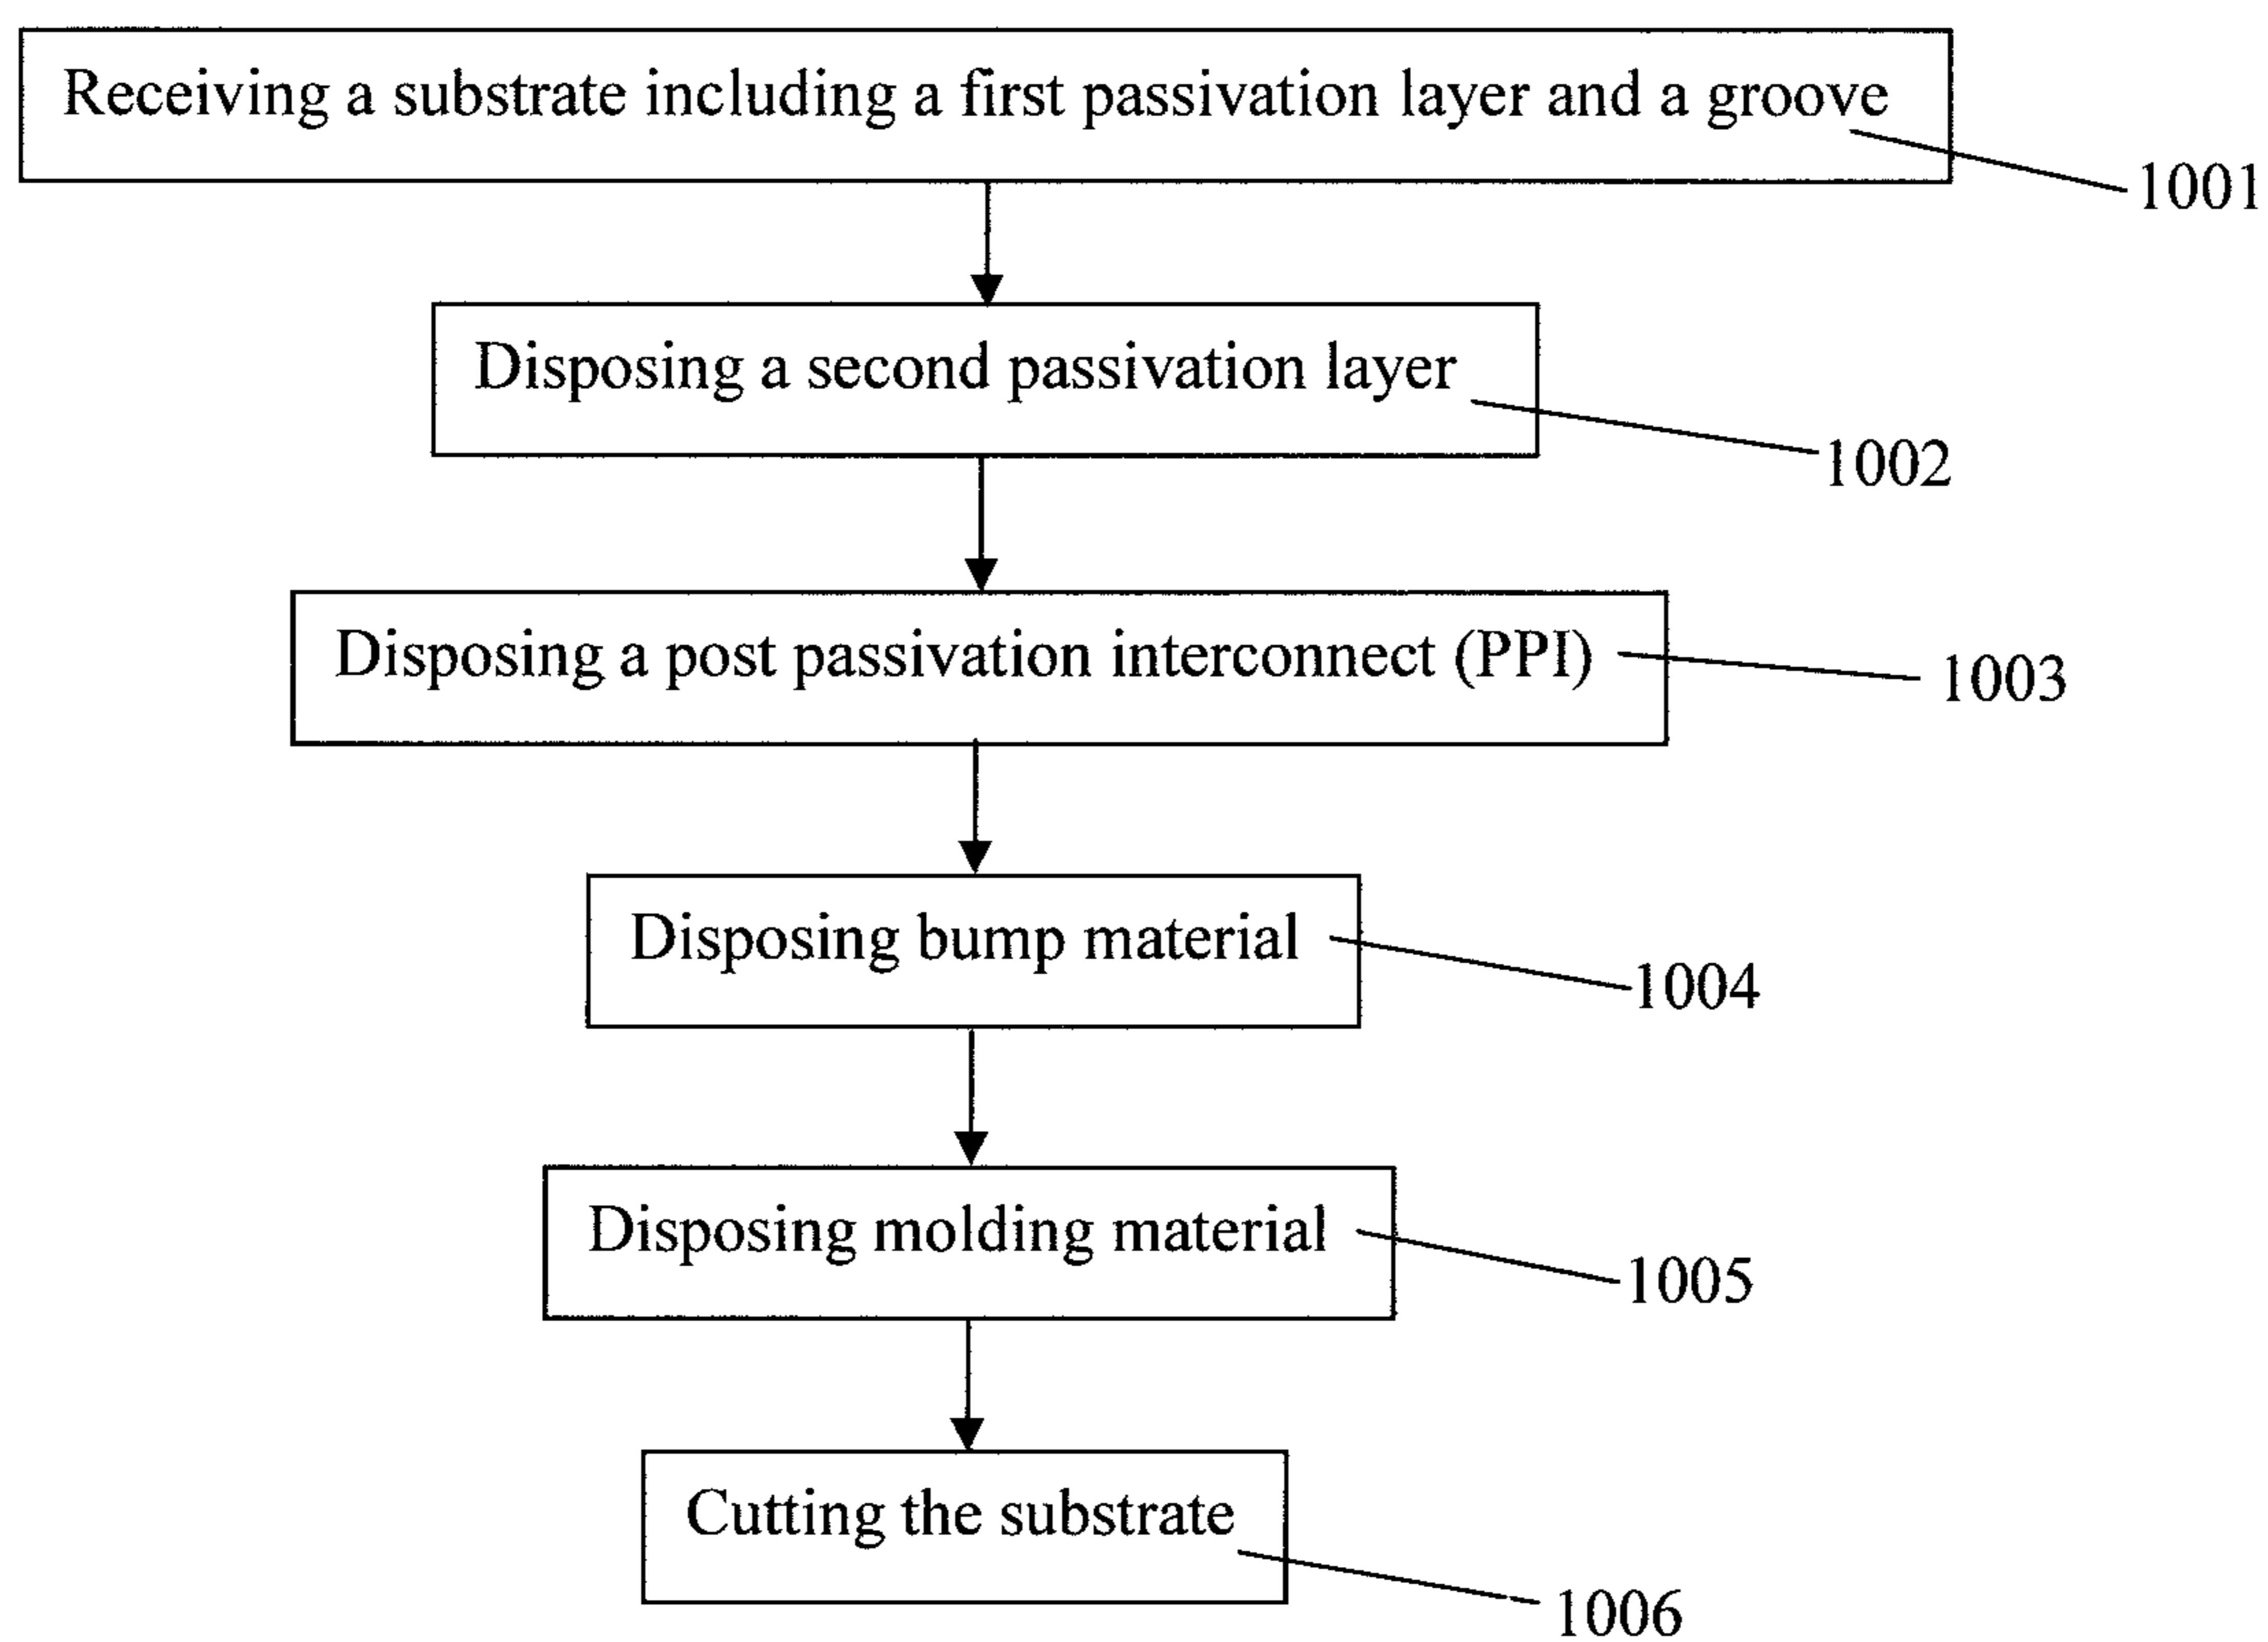 Receiving a substrate including a first passivation layer and a groove
1001
Disposing a second passivation layer
1002
Disposing a post passivation interconnect (PPI)
1003
Disposing bump material
1004
Disposing molding material
1005
Cutting the substrate
1006